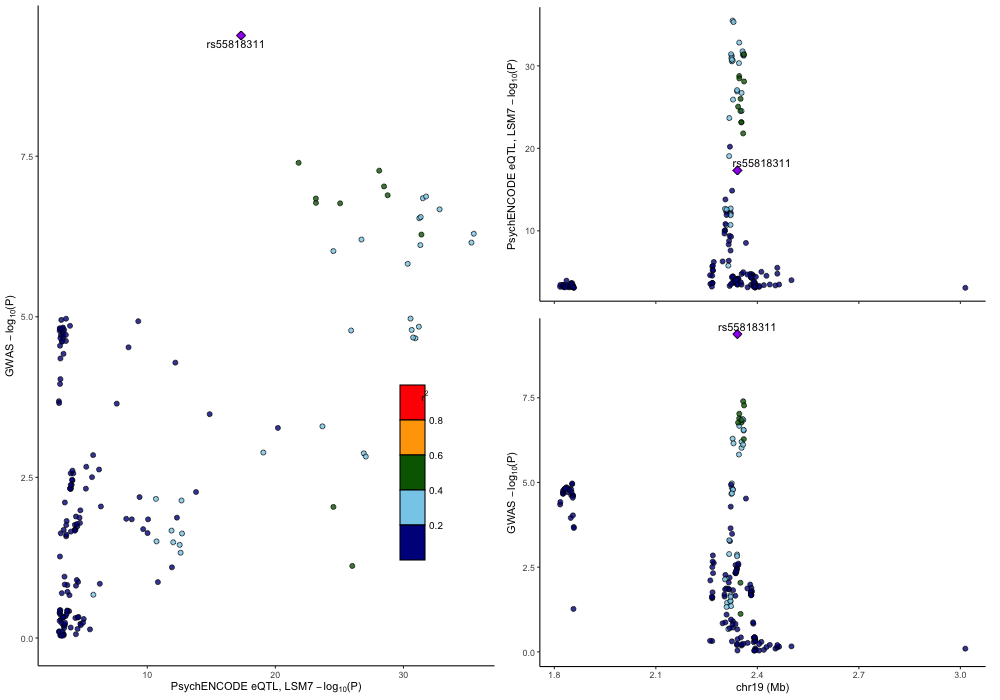 rs55818311
7.5
5.0
2.5
0.0
GWAS −log10(P)
10
20
30
PsychENCODE eQTL, LSM7 −log10(P)
r2
0.8
0.6
0.4
0.2
30
20
10
PsychENCODE eQTL, LSM7 −log10(P)
rs55818311
rs55818311
7.5
5.0
2.5
0.0
GWAS −log10(P)
1.8
2.1
2.4
2.7
3.0
chr19 (Mb)